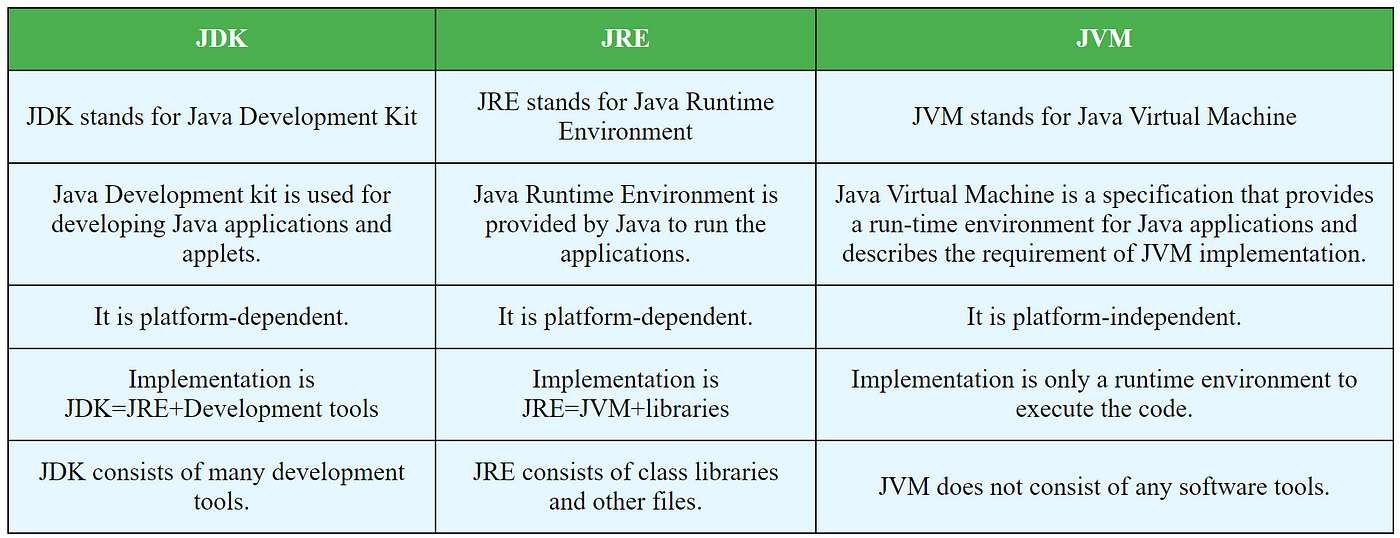 JDK
JRE
JVM
JDK stands for Java Development Kit
JRE stands for Java Runtime
Environment
JVM stands for Java Virtual Machine
Java Development kit is used for
developing Java applications and
applets.
Java Runtime Environment is
provided by Java to run the
applications.
Java Virtual Machine is a specification that provides
a run-time environment for Java applications and
describes the requirement of JVM implementation.
It is platform-dependent.
It is platform-dependent.
It is platform-independent.
Implementation is
JDK=JRE+Development tools
Implementation is
JRE=JVM+libraries
Implementation is only a runtime environment to
execute the code.
JDK consists of many development
tools.
JRE consists of class libraries
and other files.
JVM does not consist of any software tools.